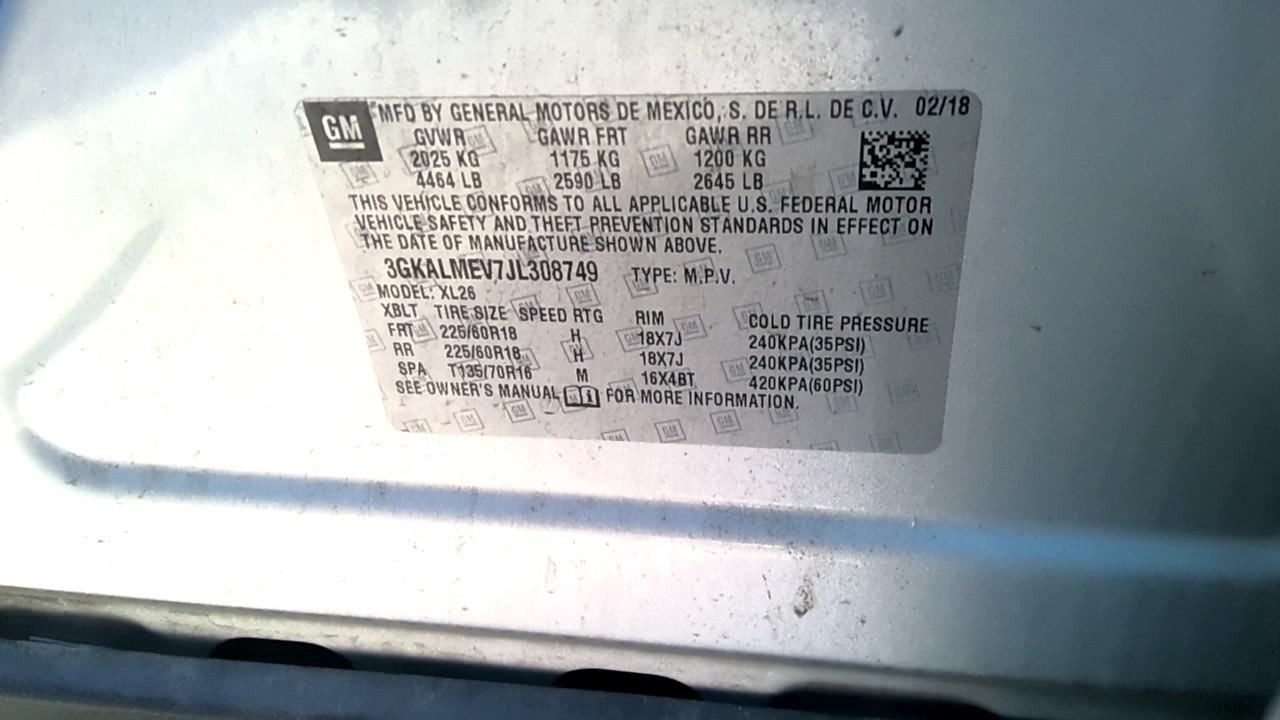 GM
MFD BY GENERAL MOTORS DE MEXICO, S. DE R.L. DE C.V. 02/18
GVWR GAWR FRT GAWR RR
2025 KG 1175 KG 1200 KG
4464 LB 2590 LB 2645 LB
THIS VEHICLE CONFORMS TO ALL APPLICABLE U.S. FEDERAL MOTOR
VEHICLE SAFETY AND THEFT PREVENTION STANDARDS IN EFFECT ON
THE DATE OF MANUFACTURE SHOWN ABOVE.
3GKALMEV7JL308749 TYPE: M.P.V.
MODEL: XL26
XBLT TIRE SIZE SPEED RTG RIM COLD TIRE PRESSURE
FRT 225/60R18 H 18X7J 240KPA(35PSI)
RR 225/60R18 H 18X7J 240KPA(35PSI)
SPA T135/70R16 M 16X4BT 420KPA(60PSI)
SEE OWNER'S MANUAL FOR MORE INFORMATION.